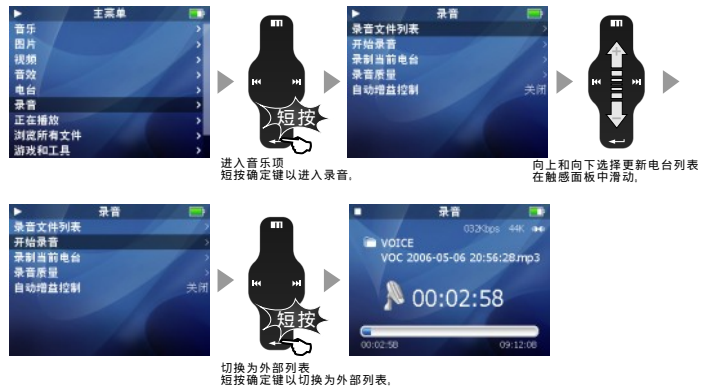 主菜单
音乐
图片
视频
音效
电台
录音
正在播放
浏览所有文件
游戏和工具
m
短按
进入音乐项
短按确定键以进入录音,
录音
录音文件列表
开始录音
录制当前电台
录音质量
自动增益控制 关闭
m
向上和向下选择更新电台列表
在触感面板中滑动,
录音
录音文件列表
开始录音
录制当前电台
录音质量
自动增益控制 关闭
m
短按
切换为外部列表
短按确定键以切换为外部列表,
录音
032Kbps 44K
VOICE
VOC 2006-05-06 20:56:28.mp3
00:02:58
00:02:58 09:12:08